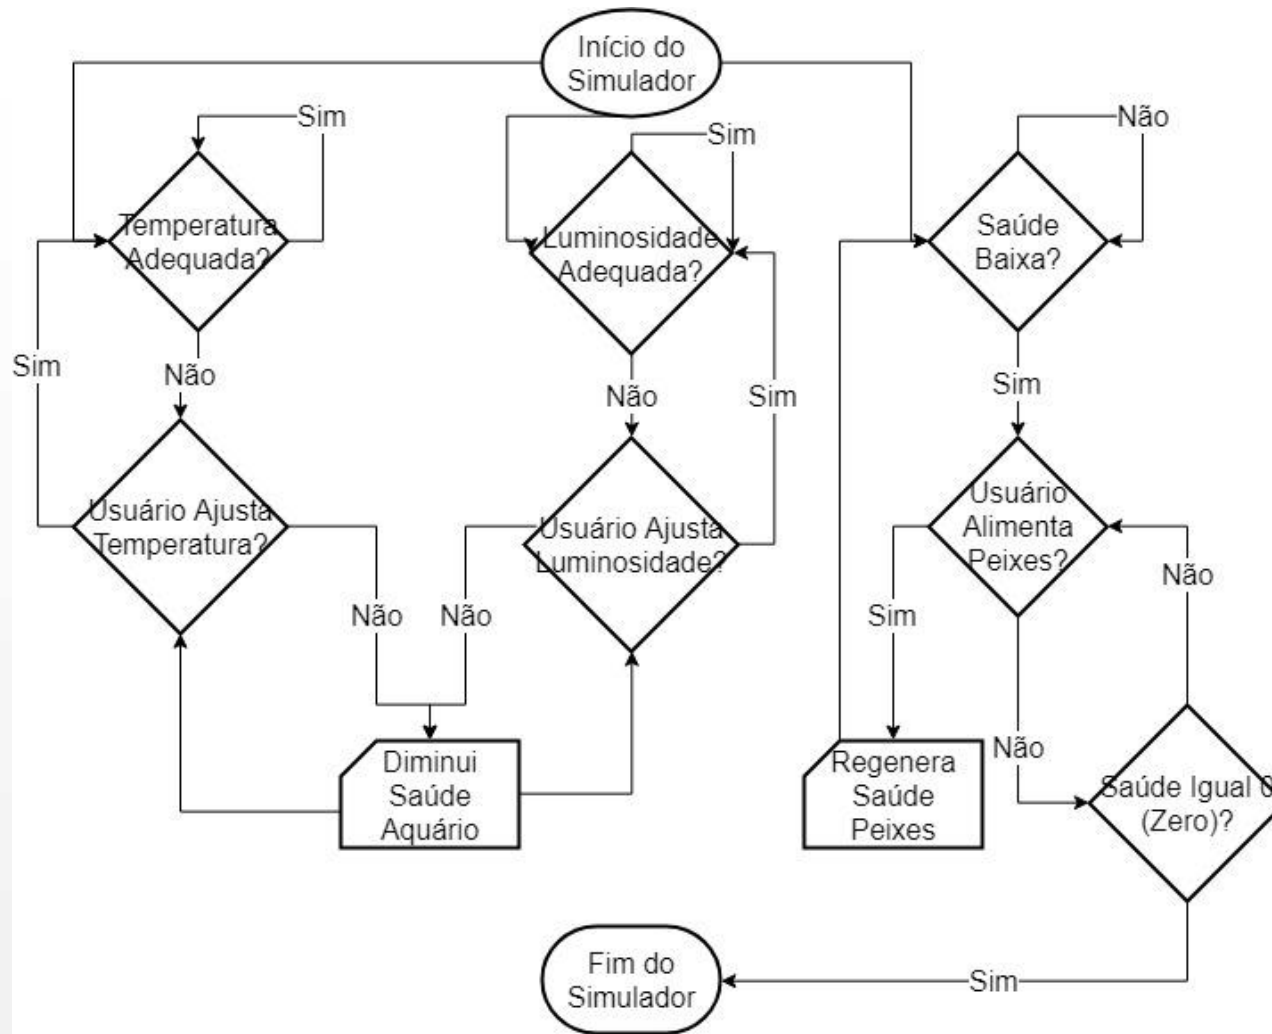 Início do
Simulador
Sim
Sim
Não
Temperatura
Adequada?
Luminosidade
Adequada?
Saúde
Baixa?
Sim
Não
Não
Sim
Sim
Usuário Ajusta
Temperatura?
Usuário Ajusta
Luminosidade?
Usuário
Alimenta
Peixes?
Não
Não
Não
Sim
Não
Diminui
Saúde
Aquário
Regenera
Saúde
Peixes
Saúde Igual 0
(Zero)?
Fim do
Simulador
Sim